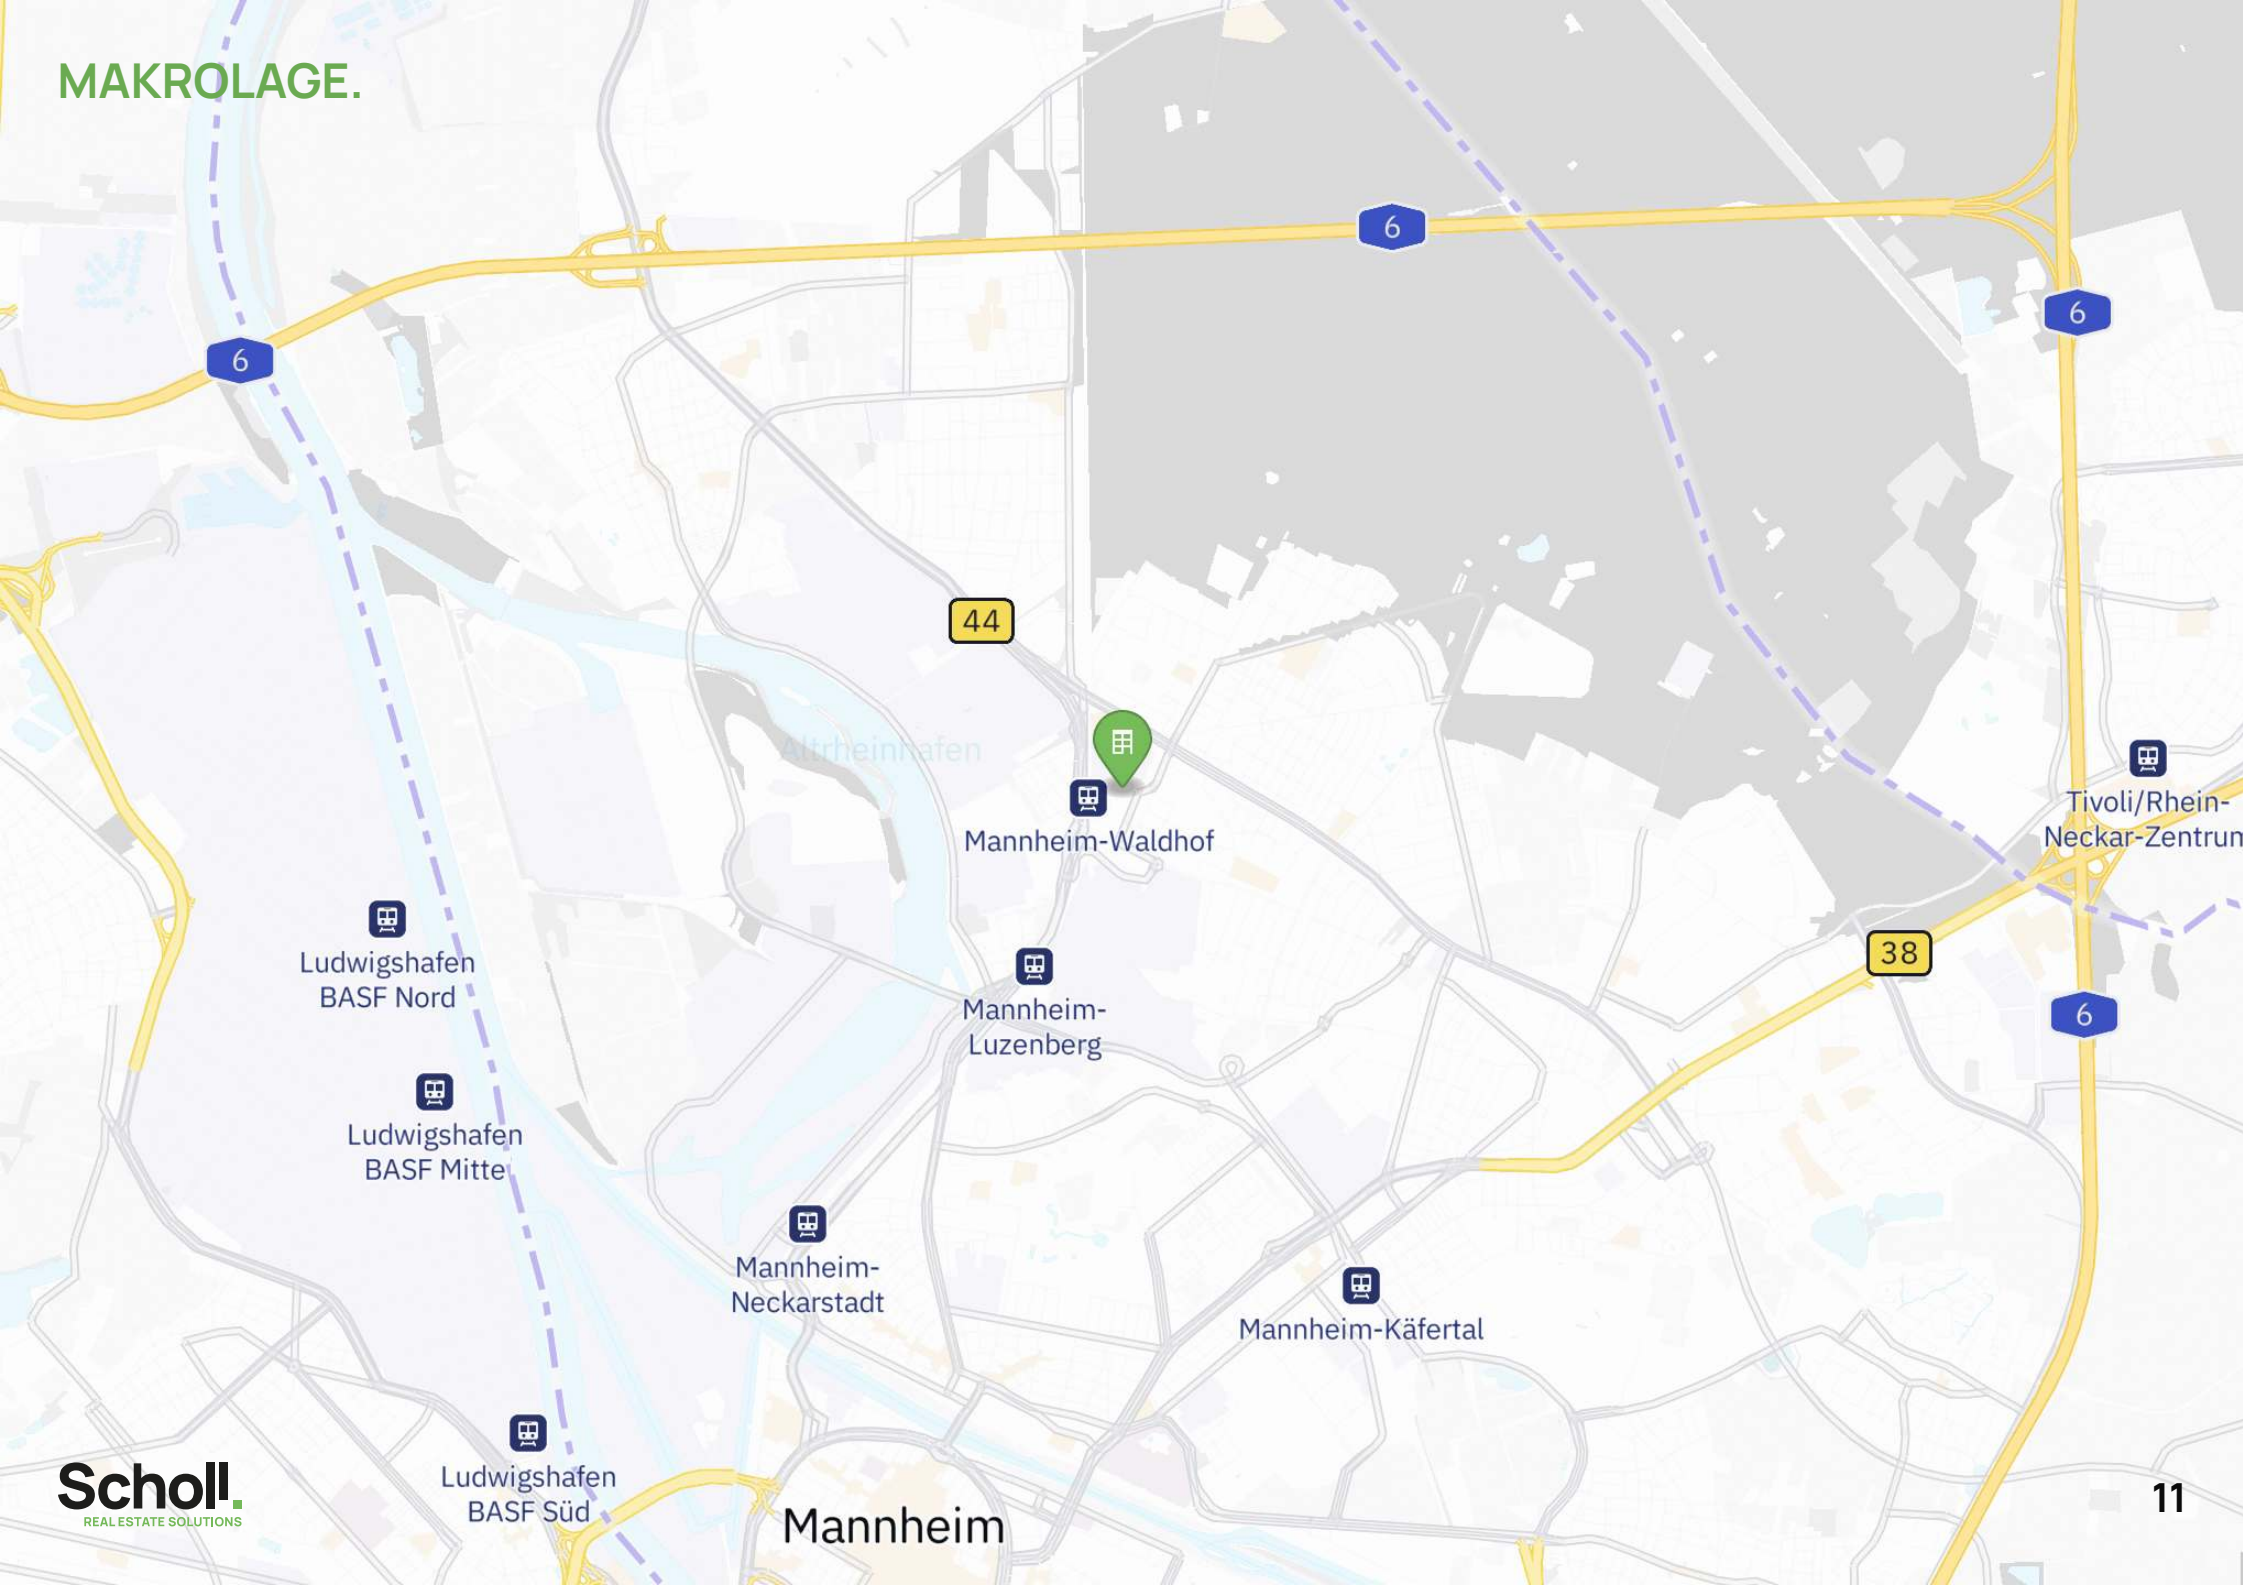 MAKROLAGE.
6
6
6
44
Altrheinhafen
Tivoli/Rhein-
Neckar-Zentrum
Mannheim-Waldhof
Ludwigshafen
BASF Nord
38
Mannheim-
Luzenberg
6
Ludwigshafen
BASF Mitte
Mannheim-
Neckarstadt
Mannheim-Käfertal
Ludwigshafen
BASF Süd
Scholl.
REAL ESTATE SOLUTIONS
Mannheim
11